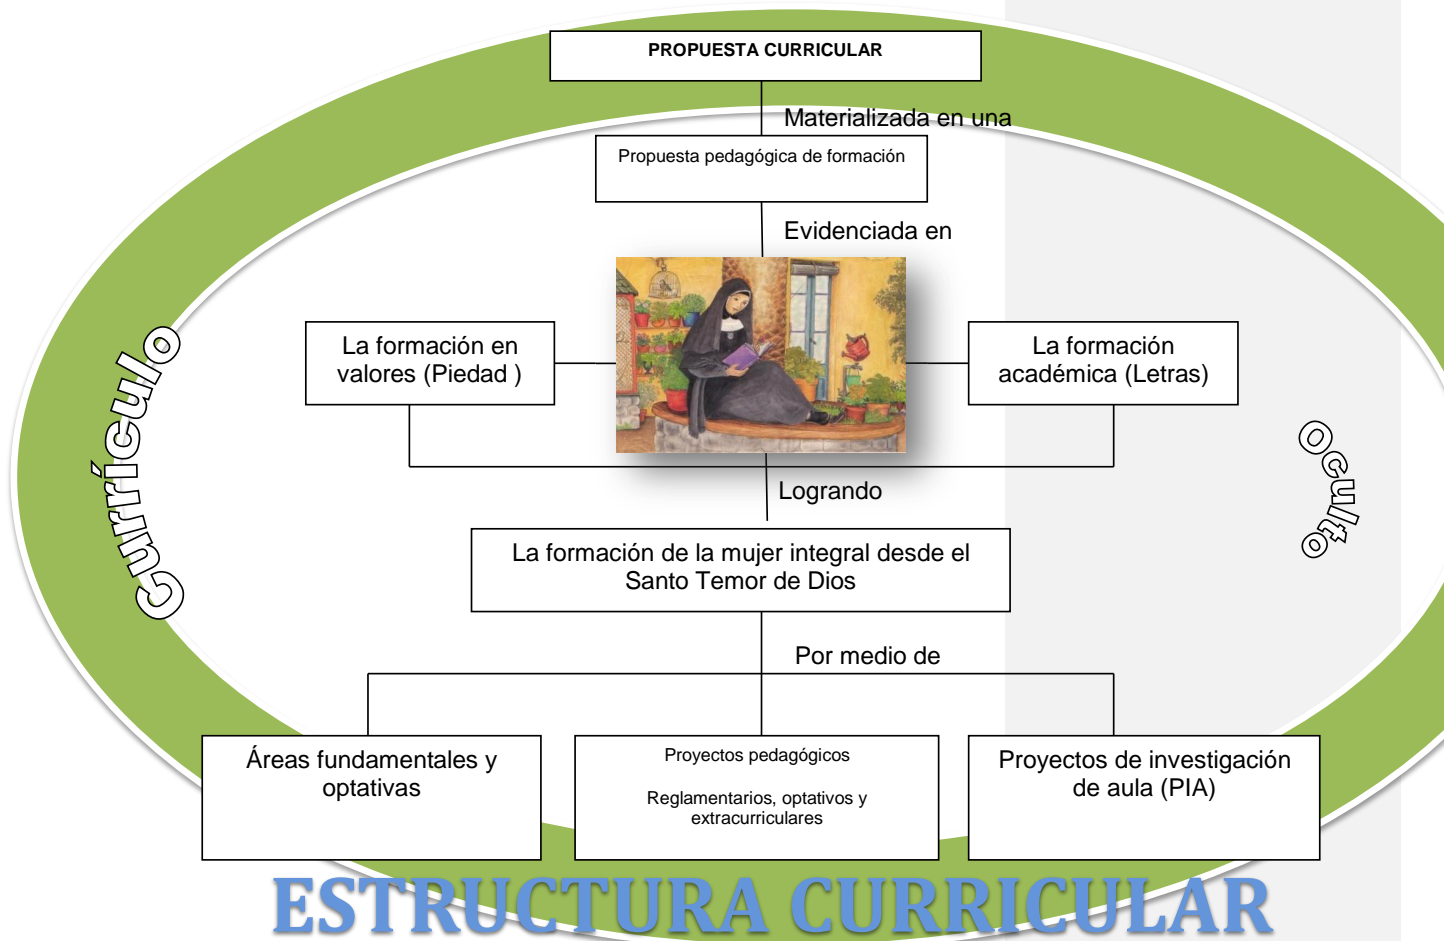 PROPUESTA CURRICULAR
Materializada en una
Propuesta pedagógica de formación
Evidenciada en
La formación en
valores (Piedad )
La formación
académica (Letras)
Currículo
Oculto
Logrando
La formación de la mujer integral desde el
Santo Temor de Dios
Por medio de
Áreas fundamentales y
optativas
Proyectos pedagógicos
Reglamentarios, optativos y
extracurriculares
Proyectos de investigación
de aula (PIA)
ESTRUCTURA CURRICULAR